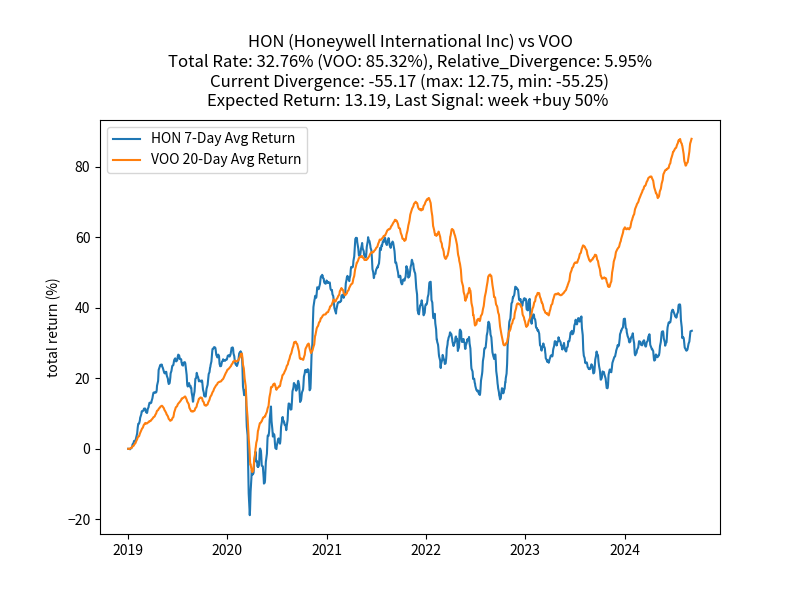 HON (Honeywell International Inc) vs VOO
Total Rate: 32.76% (VOO: 85.32%), Relative_Divergence: 5.95%
Current Divergence: -55.17 (max: 12.75, min: -55.25)
Expected Return: 13.19, Last Signal: week +buy 50%
HON 7-Day Avg Return
VOO 20-Day Avg Return
total return (%)
80
60
40
20
0
−20
2019 2020 2021 2022 2023 2024